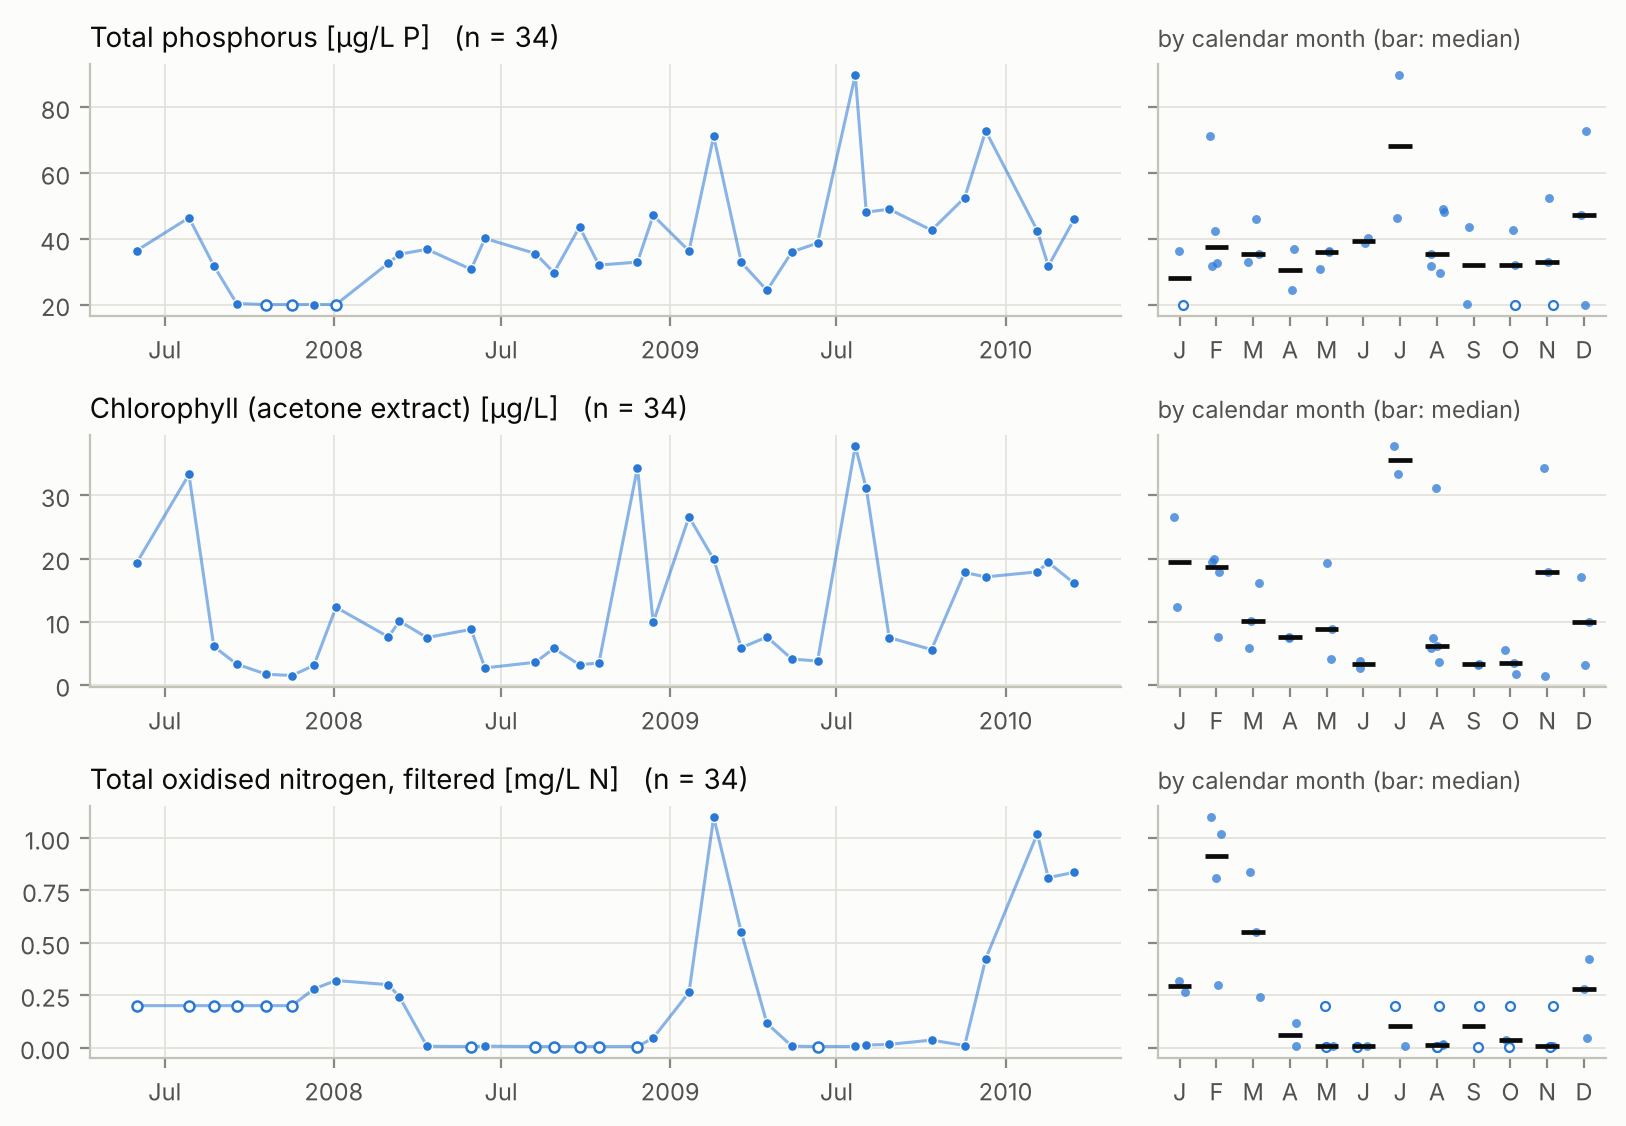 Total phosphorus [µg/L P]   (n = 34)
by calendar month (bar: median)
80
60
40
20
Jul 2008 Jul 2009 Jul 2010
J F M A M J J A S O N D
Chlorophyll (acetone extract) [µg/L]   (n = 34)
by calendar month (bar: median)
30
20
10
0
Jul 2008 Jul 2009 Jul 2010
J F M A M J J A S O N D
Total oxidised nitrogen, filtered [mg/L N]   (n = 34)
by calendar month (bar: median)
1.00
0.75
0.50
0.25
0.00
Jul 2008 Jul 2009 Jul 2010
J F M A M J J A S O N D